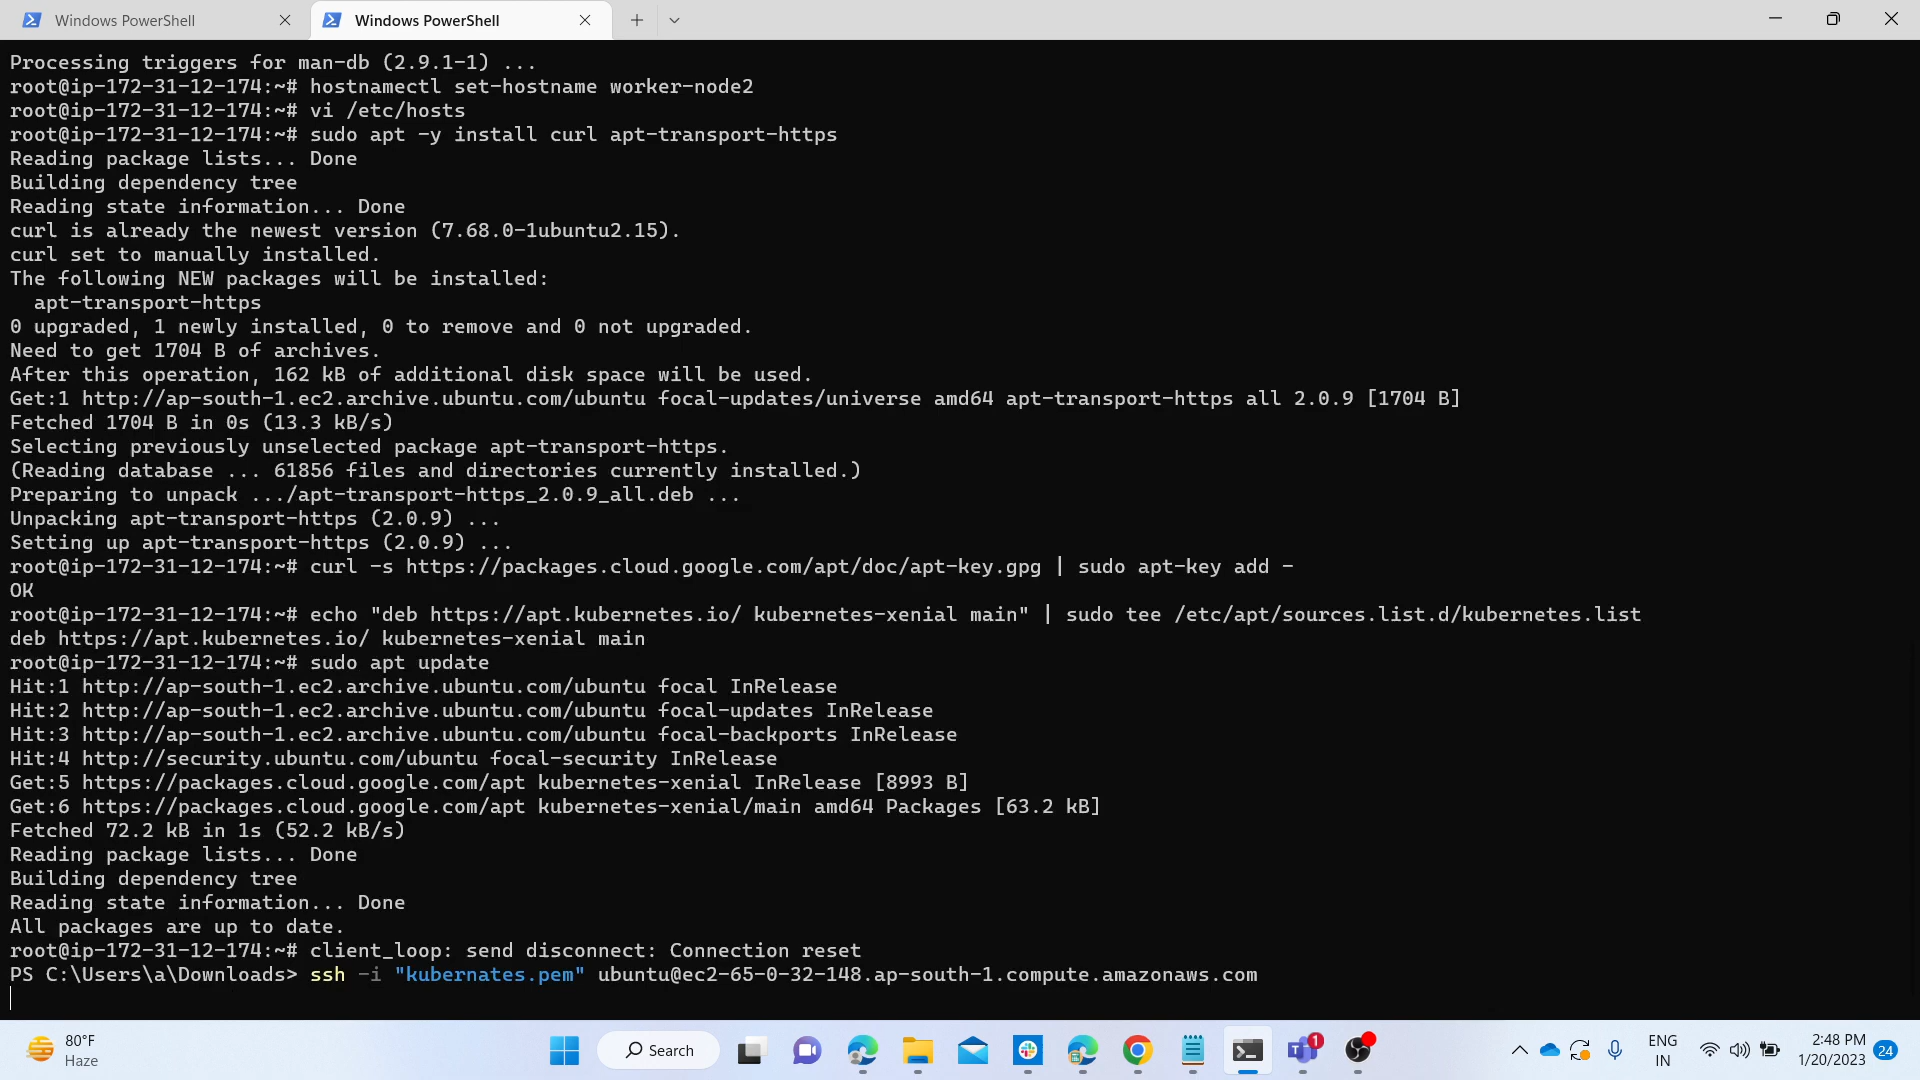 Windows PowerShell
Windows PowerShell
Processing triggers for man-db (2.9.1-1) ...
root@ip-172-31-12-174:~# hostnamectl set-hostname worker-node2
root@ip-172-31-12-174:~# vi /etc/hosts
root@ip-172-31-12-174:~# sudo apt -y install curl apt-transport-https
Reading package lists... Done
Building dependency tree
Reading state information... Done
curl is already the newest version (7.68.0-1ubuntu2.15).
curl set to manually installed.
The following NEW packages will be installed:
  apt-transport-https
0 upgraded, 1 newly installed, 0 to remove and 0 not upgraded.
Need to get 1704 B of archives.
After this operation, 162 kB of additional disk space will be used.
Get:1 http://ap-south-1.ec2.archive.ubuntu.com/ubuntu focal-updates/universe amd64 apt-transport-https all 2.0.9 [1704 B]
Fetched 1704 B in 0s (13.3 kB/s)
Selecting previously unselected package apt-transport-https.
(Reading database ... 61856 files and directories currently installed.)
Preparing to unpack .../apt-transport-https_2.0.9_all.deb ...
Unpacking apt-transport-https (2.0.9) ...
Setting up apt-transport-https (2.0.9) ...
root@ip-172-31-12-174:~# curl -s https://packages.cloud.google.com/apt/doc/apt-key.gpg | sudo apt-key add -
OK
root@ip-172-31-12-174:~# echo "deb https://apt.kubernetes.io/ kubernetes-xenial main" | sudo tee /etc/apt/sources.list.d/kubernetes.list
deb https://apt.kubernetes.io/ kubernetes-xenial main
root@ip-172-31-12-174:~# sudo apt update
Hit:1 http://ap-south-1.ec2.archive.ubuntu.com/ubuntu focal InRelease
Hit:2 http://ap-south-1.ec2.archive.ubuntu.com/ubuntu focal-updates InRelease
Hit:3 http://ap-south-1.ec2.archive.ubuntu.com/ubuntu focal-backports InRelease
Hit:4 http://security.ubuntu.com/ubuntu focal-security InRelease
Get:5 https://packages.cloud.google.com/apt kubernetes-xenial InRelease [8993 B]
Get:6 https://packages.cloud.google.com/apt kubernetes-xenial/main amd64 Packages [63.2 kB]
Fetched 72.2 kB in 1s (52.2 kB/s)
Reading package lists... Done
Building dependency tree
Reading state information... Done
All packages are up to date.
root@ip-172-31-12-174:~# client_loop: send disconnect: Connection reset
PS C:\Users\a\Downloads> ssh -i "kubernates.pem" ubuntu@ec2-65-0-32-148.ap-south-1.compute.amazonaws.com
80°F
Haze
Search
1
ENG
IN
2:48 PM
1/20/2023
24